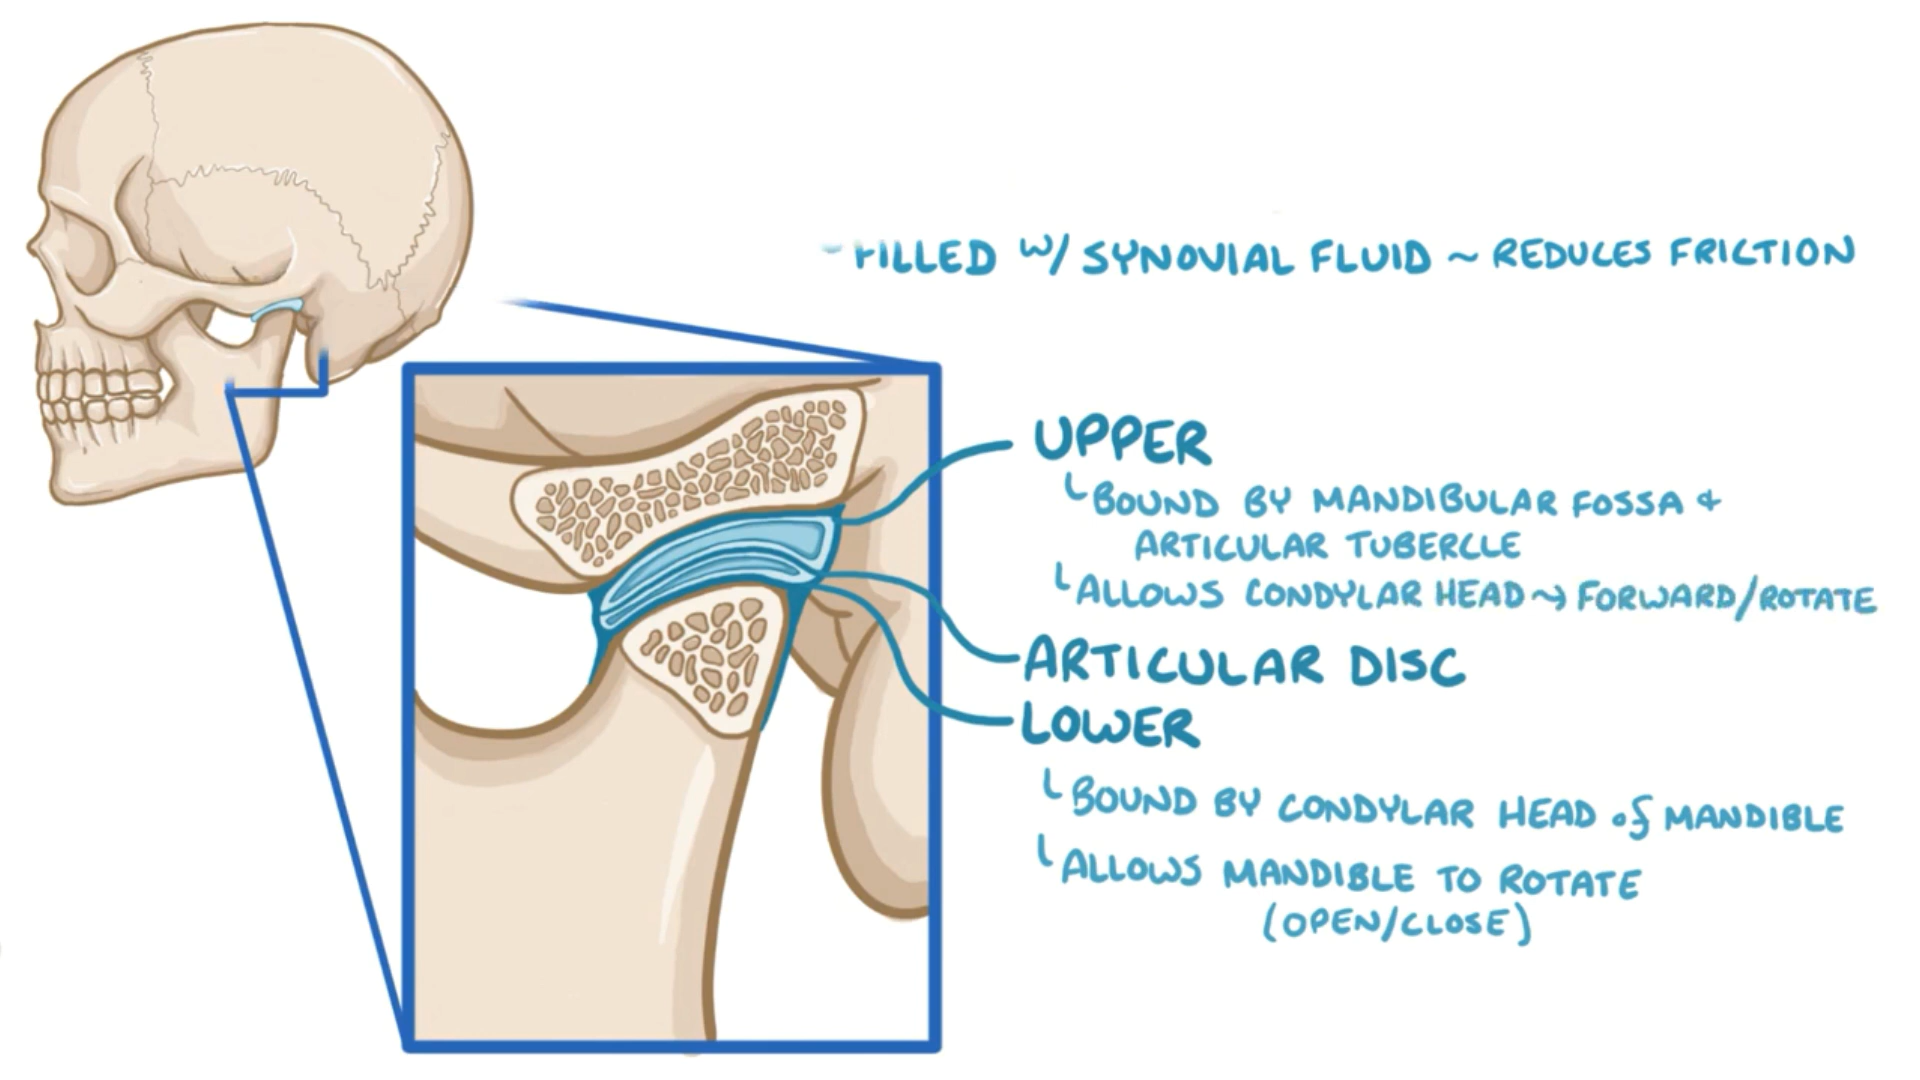 - FILLED W/ SYNOVIAL FLUID ~ REDUCES FRICTION
UPPER
BOUND BY MANDIBULAR FOSSA &
ARTICULAR TUBERCLE
ALLOWS CONDYLAR HEAD → FORWARD/ROTATE
ARTICULAR DISC
LOWER
BOUND BY CONDYLAR HEAD of MANDIBLE
ALLOWS MANDIBLE TO ROTATE
(OPEN/CLOSE)